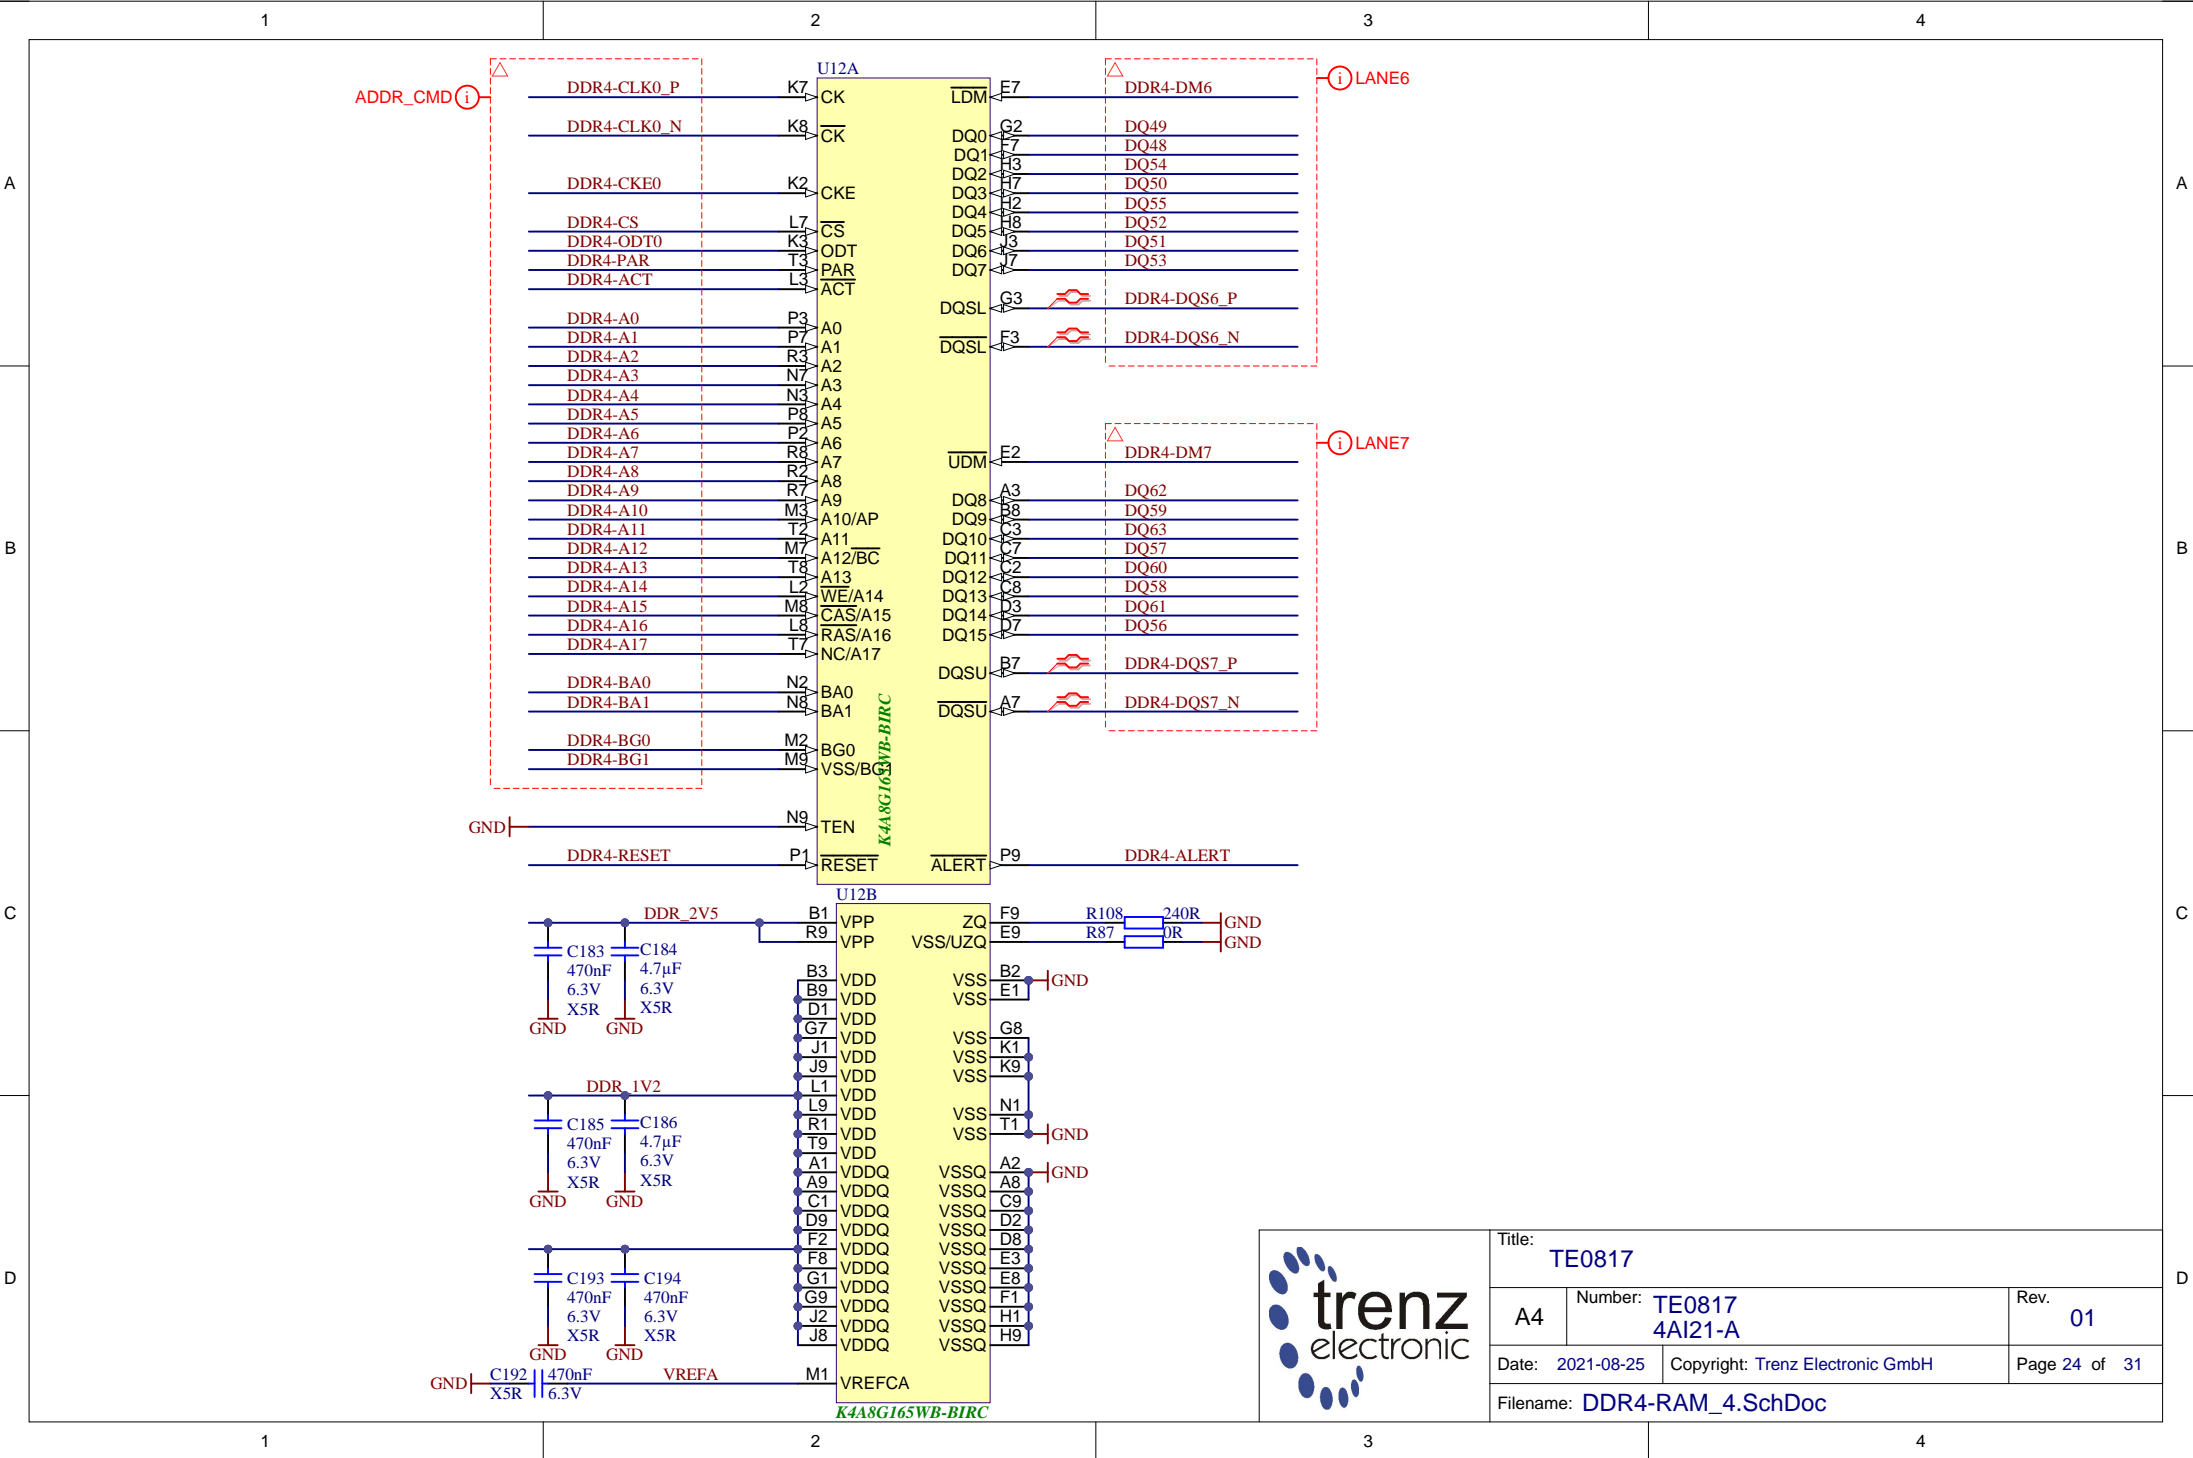 1 2 3 4
A
B
C
D
A
B
C
D
1 2 3 4
ADDR_CMD i
U12A
DDR4-CLK0_P K7 CK
DDR4-CLK0_N K8 CK
DDR4-CKE0 K2 CKE
DDR4-CS L7 CS
DDR4-ODT0 K3 ODT
DDR4-PAR T3 PAR
DDR4-ACT L3 ACT
DDR4-A0 P3 A0
DDR4-A1 P7 A1
DDR4-A2 R3 A2
DDR4-A3 N7 A3
DDR4-A4 N3 A4
DDR4-A5 P8 A5
DDR4-A6 P2 A6
DDR4-A7 R8 A7
DDR4-A8 R2 A8
DDR4-A9 R7 A9
DDR4-A10 M3 A10/AP
DDR4-A11 T2 A11
DDR4-A12 M7 A12/BC
DDR4-A13 T8 A13
DDR4-A14 L2 WE/A14
DDR4-A15 M8 CAS/A15
DDR4-A16 L8 RAS/A16
DDR4-A17 T7 NC/A17
DDR4-BA0 N2 BA0
DDR4-BA1 N8 BA1
DDR4-BG0 M2 BG0
DDR4-BG1 M9 VSS/BG1
GND N9 TEN
DDR4-RESET P1 RESET
K4A8G165WB-BIRC
i LANE6
LDM E7 DDR4-DM6
DQ0 G2 DQ49
DQ1 F7 DQ48
DQ2 H3 DQ54
DQ3 H7 DQ50
DQ4 H2 DQ55
DQ5 H8 DQ52
DQ6 J3 DQ51
DQ7 J7 DQ53
DQSL G3 DDR4-DQS6_P
DQSL F3 DDR4-DQS6_N
i LANE7
UDM E2 DDR4-DM7
DQ8 A3 DQ62
DQ9 B8 DQ59
DQ10 C3 DQ63
DQ11 C7 DQ57
DQ12 C2 DQ60
DQ13 C8 DQ58
DQ14 D3 DQ61
DQ15 D7 DQ56
DQSU B7 DDR4-DQS7_P
DQSU A7 DDR4-DQS7_N
ALERT P9 DDR4-ALERT
U12B
DDR_2V5 B1 VPP
R9 VPP
C183 470nF 6.3V X5R GND
C184 4.7µF 6.3V X5R GND
B3 VDD
B9 VDD
D1 VDD
G7 VDD
J1 VDD
J9 VDD
DDR_1V2 L1 VDD
L9 VDD
R1 VDD
T9 VDD
C185 470nF 6.3V X5R GND
C186 4.7µF 6.3V X5R GND
A1 VDDQ
A9 VDDQ
C1 VDDQ
D9 VDDQ
F2 VDDQ
F8 VDDQ
G1 VDDQ
G9 VDDQ
J2 VDDQ
J8 VDDQ
C193 470nF 6.3V X5R GND
C194 470nF 6.3V X5R GND
GND C192 X5R 470nF 6.3V VREFA M1 VREFCA
ZQ F9 R108 240R GND
VSS/UZQ E9 R87 0R GND
VSS B2 GND
VSS E1
VSS G8
VSS K1
VSS K9
VSS N1
VSS T1 GND
VSSQ A2 GND
VSSQ A8
VSSQ C9
VSSQ D2
VSSQ D8
VSSQ E3
VSSQ E8
VSSQ F1
VSSQ H1
VSSQ H9
K4A8G165WB-BIRC
trenz
electronic
Title:
TE0817
A4
Number: TE0817
4AI21-A
Rev.
01
Date: 2021-08-25
Copyright: Trenz Electronic GmbH
Page 24 of 31
Filename: DDR4-RAM_4.SchDoc